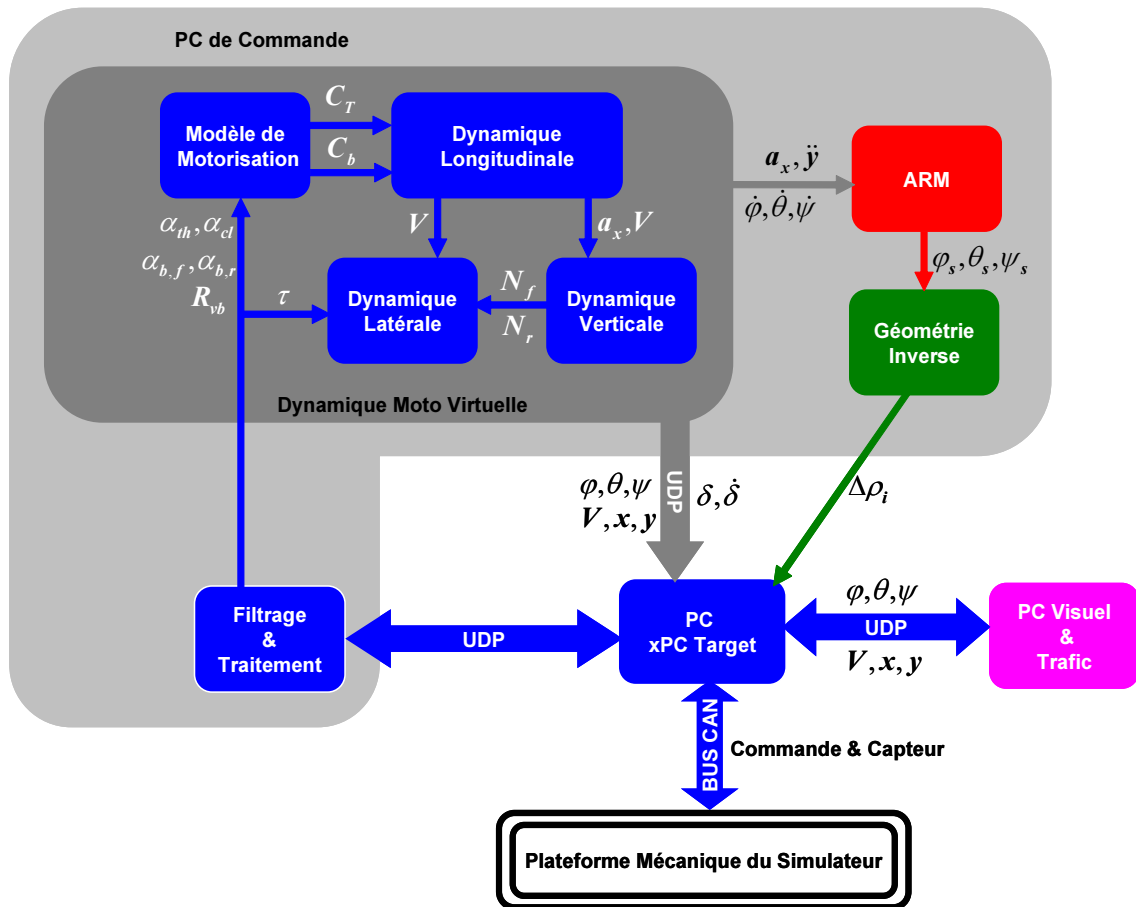 PC de Commande
Modèle de
Motorisation
C_T
C_b
Dynamique
Longitudinale
V
a_x, V
Dynamique
Latérale
N_f
N_r
Dynamique
Verticale
α_th, α_cl
α_b,f, α_b,r
R_vb
τ
Dynamique Moto Virtuelle
a_x, ÿ
φ̇, θ̇, ψ̇
ARM
φ_s, θ_s, ψ_s
Géométrie
Inverse
Δρ_i
φ, θ, ψ
V, x, y
UDP
δ, δ̇
Filtrage
&
Traitement
UDP
PC
xPC Target
φ, θ, ψ
UDP
V, x, y
PC Visuel
&
Trafic
BUS CAN
Commande & Capteur
Plateforme Mécanique du Simulateur